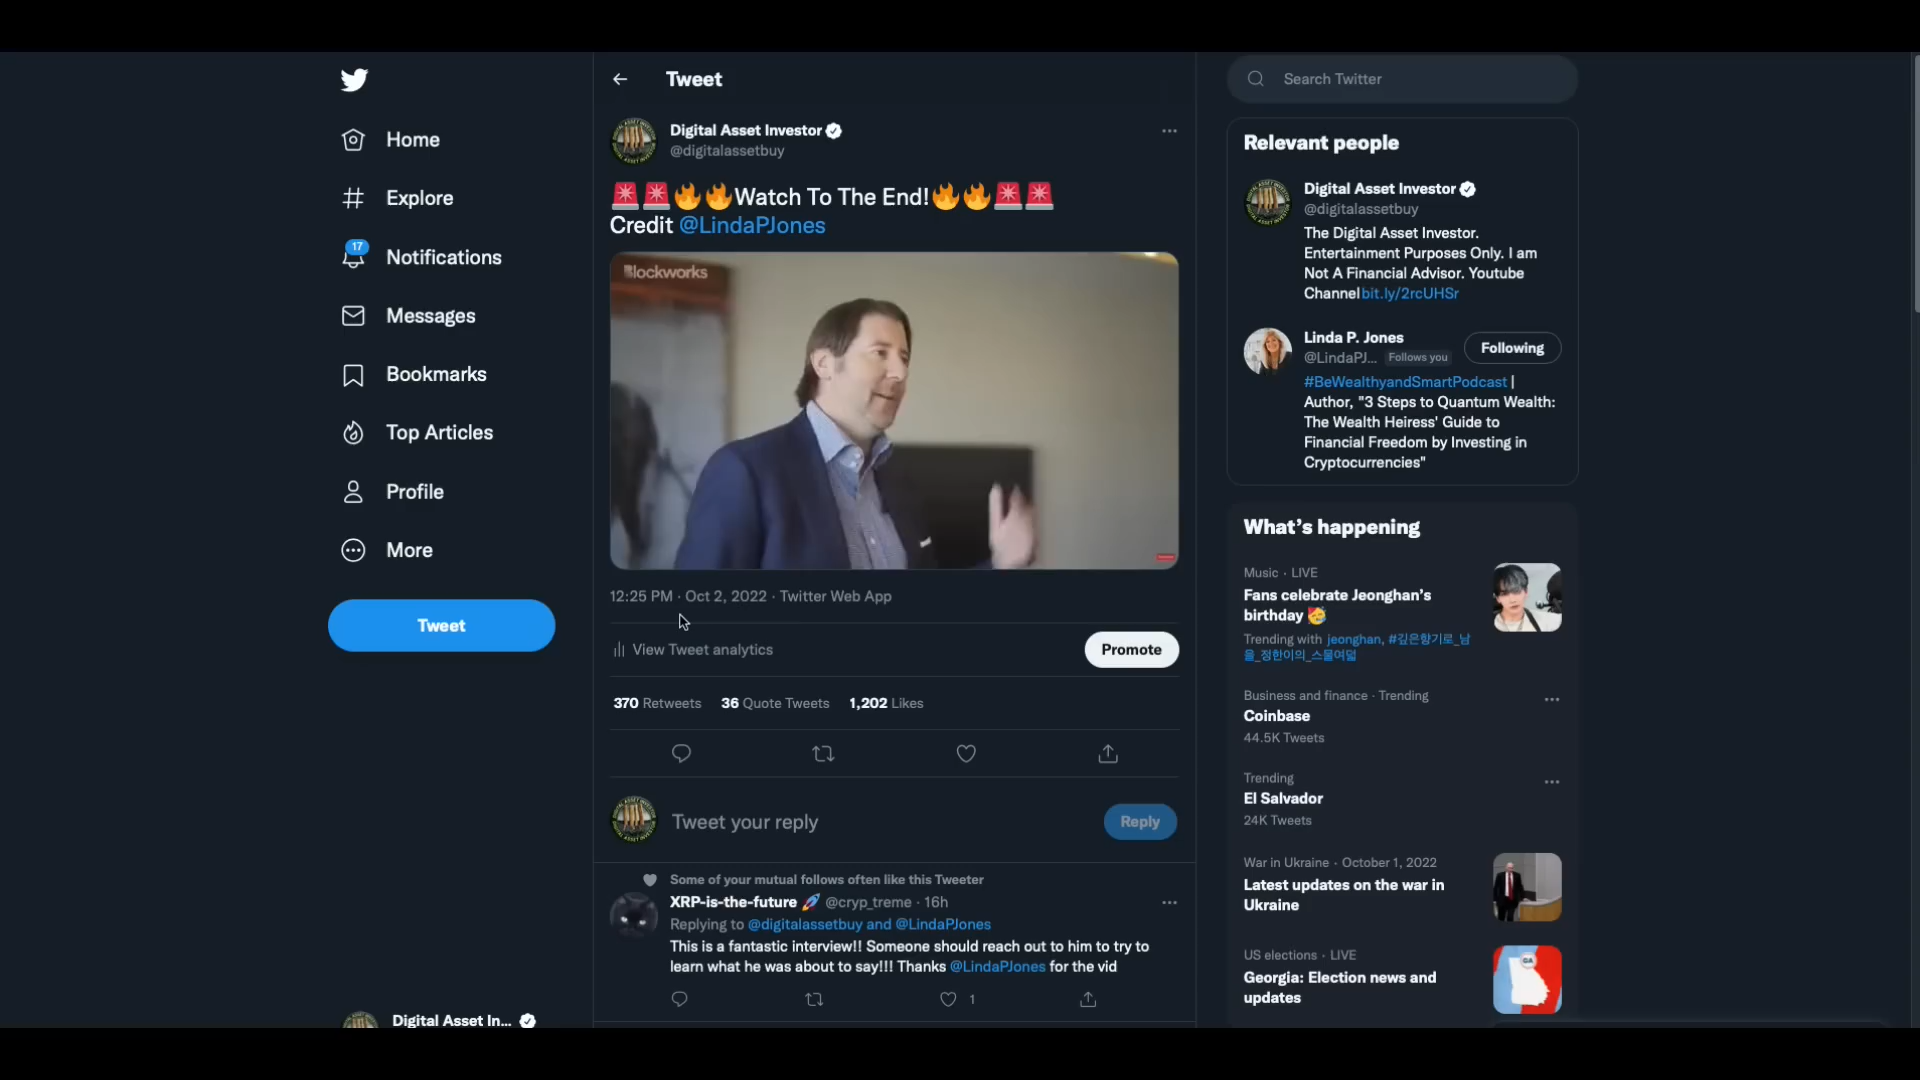 Home
Explore
17
Notifications
Messages
Bookmarks
Top Articles
Profile
More
Tweet
Digital Asset In...
Tweet
Digital Asset Investor
@digitalassetbuy
🚨🚨🔥🔥Watch To The End!🔥🔥🚨🚨
Credit @LindaPJones
Blockworks
12:25 PM · Oct 2, 2022 · Twitter Web App
View Tweet analytics
Promote
370 Retweets 36 Quote Tweets 1,202 Likes
Tweet your reply
Reply
Some of your mutual follows often like this Tweeter
XRP-is-the-future 🚀 @cryp_treme · 16h
Replying to @digitalassetbuy and @LindaPJones
This is a fantastic interview!! Someone should reach out to him to try to
learn what he was about to say!!! Thanks @LindaPJones for the vid
1
Search Twitter
Relevant people
Digital Asset Investor
@digitalassetbuy
The Digital Asset Investor.
Entertainment Purposes Only. I am
Not A Financial Advisor. Youtube
Channel bit.ly/2rcUHSr
Linda P. Jones
@LindaPJ... Follows you
Following
#BeWealthyandSmartPodcast |
Author, "3 Steps to Quantum Wealth:
The Wealth Heiress' Guide to
Financial Freedom by Investing in
Cryptocurrencies"
What's happening
Music · LIVE
Fans celebrate Jeonghan's
birthday 🥳
Trending with jeonghan, #깊은향기로_남
을_정한이의_스물여덟
Business and finance · Trending
Coinbase
44.5K Tweets
Trending
El Salvador
24K Tweets
War in Ukraine · October 1, 2022
Latest updates on the war in
Ukraine
US elections · LIVE
Georgia: Election news and
updates
GA